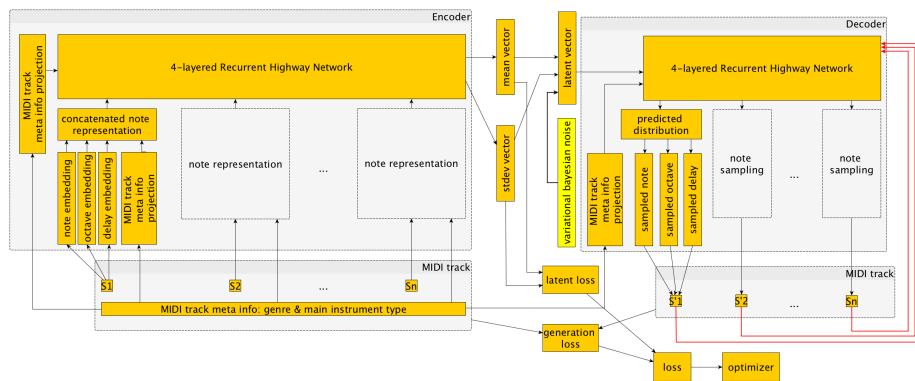 Encoder
MIDI track
meta info projection
4-layered Recurrent Highway Network
concatenated note
representation
note embedding
octave embedding
delay embedding
MIDI track
meta info
projection
note representation
...
note representation
MIDI track
S1
S2
...
Sn
MIDI track meta info: genre & main instrument type
mean vector
stdev vector
latent vector
variational bayesian noise
latent loss
generation
loss
loss
optimizer
Decoder
4-layered Recurrent Highway Network
predicted
distribution
MIDI track
meta info
projection
sampled note
sampled octave
sampled delay
note
sampling
...
note
sampling
MIDI track
S'1
S'2
...
Sn